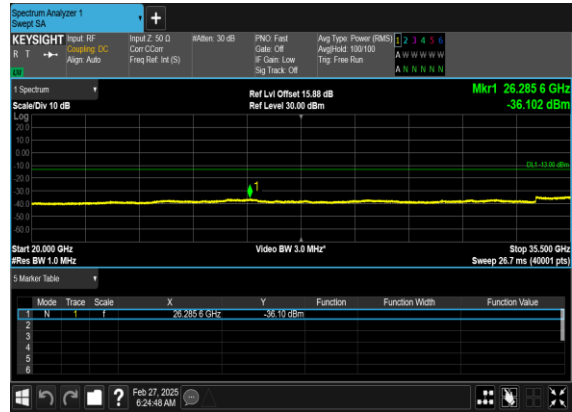 Spectrum Analyzer 1
Swept SA
KEYSIGHT Input: RF Input Z: 50 Ω #Atten: 30 dB PNO: Fast Avg Type: Power (RMS) 1 2 3 4 5 6
R T Coupling: DC Corr CCorr Gate: Off Avg|Hold: 100/100 A W W W W W
Align: Auto Freq Ref: Int (S) IF Gain: Low Trig: Free Run
Sig Track: Off A N N N N N
1 Spectrum Ref Lvl Offset 15.88 dB Mkr1 26.285 6 GHz
Scale/Div 10 dB Ref Level 30.00 dBm -36.102 dBm
Log
20.0
10.0
0.00
-10.0
DL1 -13.00 dBm
-20.0
-30.0
1
-40.0
-50.0
-60.0
Start 20.000 GHz Video BW 3.0 MHz* Stop 35.500 GHz
#Res BW 1.0 MHz Sweep 26.7 ms (40001 pts)
5 Marker Table
Mode Trace Scale X Y Function Function Width Function Value
1 N 1 f 26.285 6 GHz -36.10 dBm
2
3
4
5
6
? Feb 27, 2025
6:24:48 AM